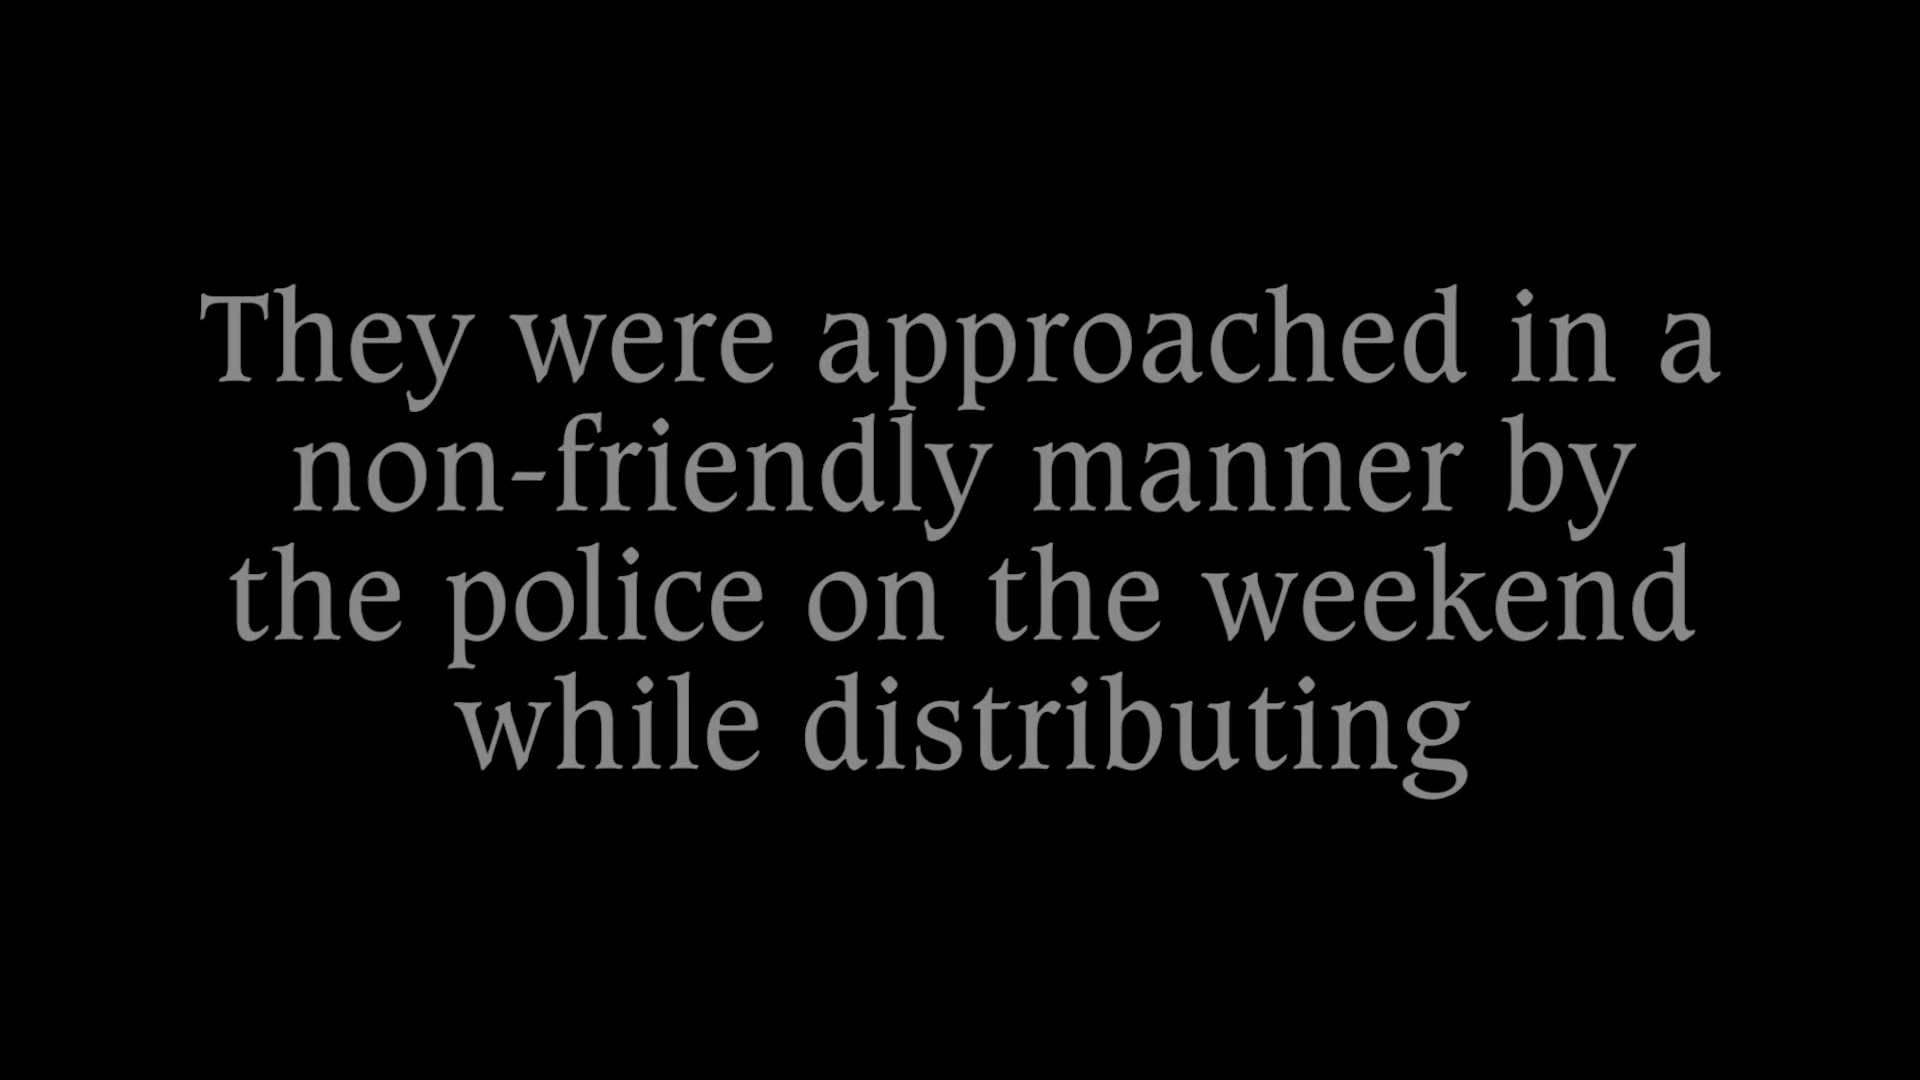 They were approached in a
non-friendly manner by
the police on the weekend
while distributing